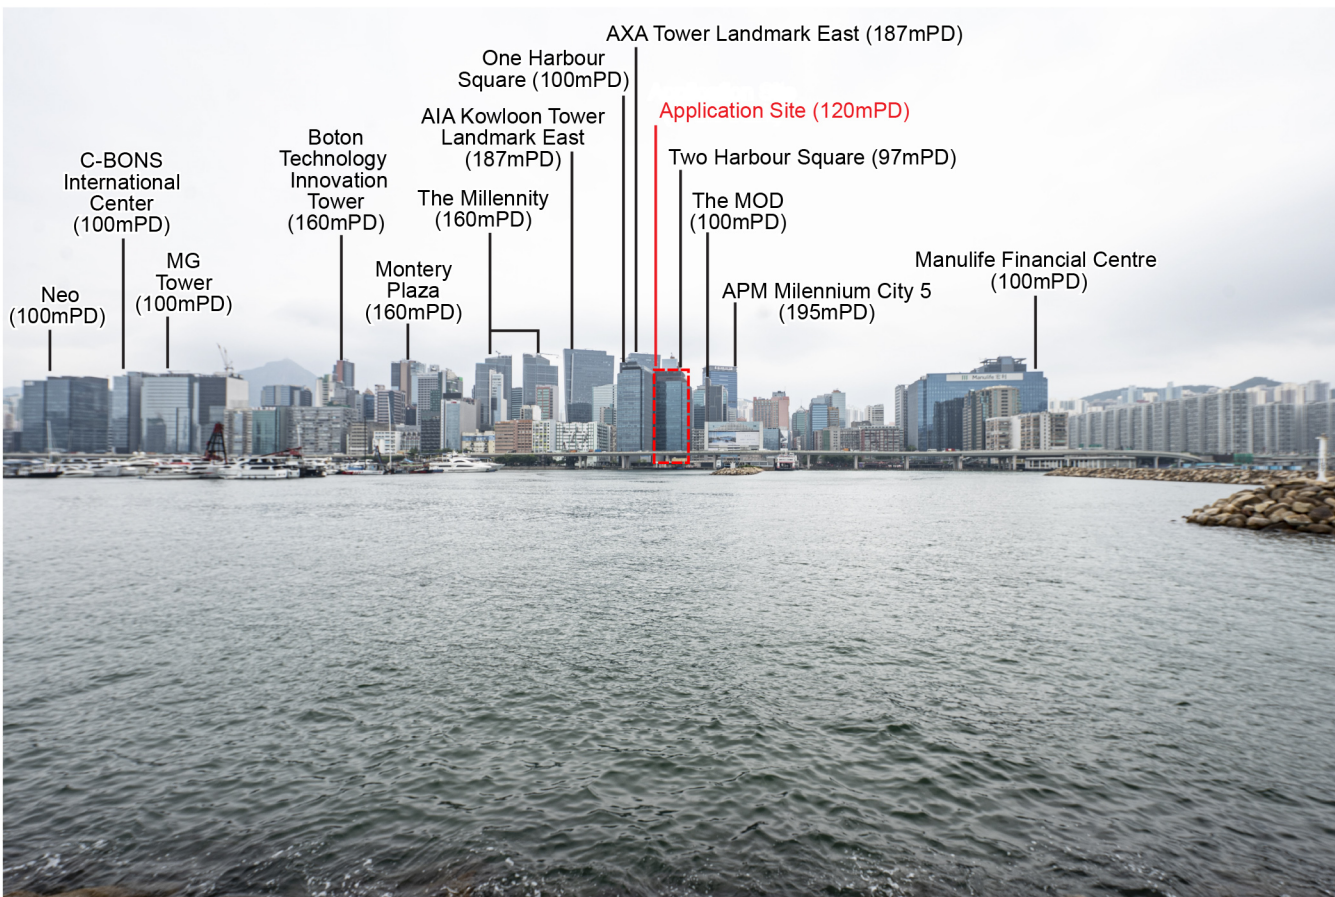 AXA Tower Landmark East (187mPD)
One Harbour
Square (100mPD)
Application Site (120mPD)
AIA Kowloon Tower
Landmark East
(187mPD)
Two Harbour Square (97mPD)
Boton
Technology
Innovation
Tower
(160mPD)
C-BONS
International
Center
(100mPD)
The Millennity
(160mPD)
The MOD
(100mPD)
MG
Tower
(100mPD)
Montery
Plaza
(160mPD)
Manulife Financial Centre
(100mPD)
Neo
(100mPD)
APM Milennium City 5
(195mPD)
Manulife